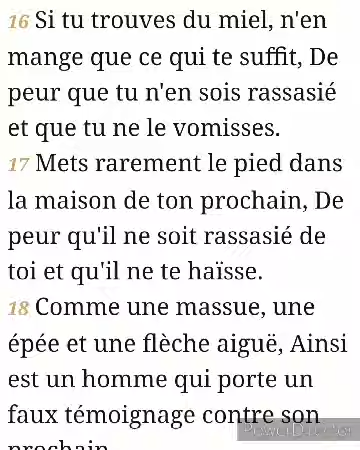 16 Si tu trouves du miel, n'en
mange que ce qui te suffit, De
peur que tu n'en sois rassasié
et que tu ne le vomisses.
17 Mets rarement le pied dans
la maison de ton prochain, De
peur qu'il ne soit rassasié de
toi et qu'il ne te haïsse.
18 Comme une massue, une
épée et une flèche aiguë, Ainsi
est un homme qui porte un
faux témoignage contre son
prochain
PowerDirector